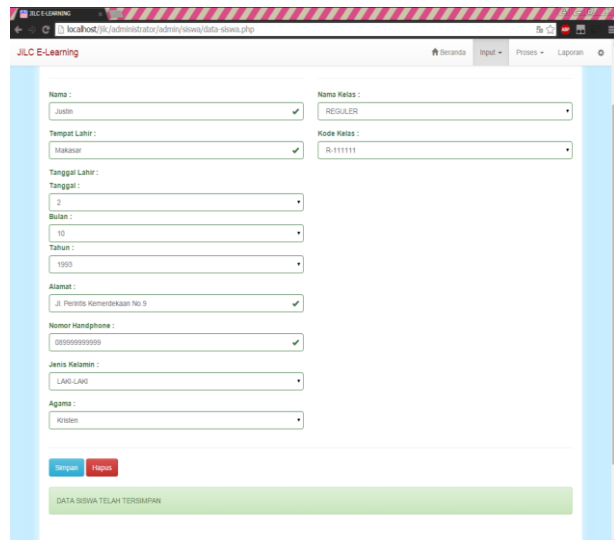 JILC E-LEARNING
localhost/jilc/administrator/admin/siswa/data-siswa.php
JILC E-Learning
Beranda
Input
Proses
Laporan
Nama :
Justin
Tempat Lahir :
Makasar
Tanggal Lahir :
Tanggal :
2
Bulan :
10
Tahun :
1993
Alamat :
Jl. Perintis Kemerdekaan No.9
Nomor Handphone :
089999999999
Jenis Kelamin :
LAKI-LAKI
Agama :
Kristen
Nama Kelas :
REGULER
Kode Kelas :
R-111111
Simpan
Hapus
DATA SISWA TELAH TERSIMPAN